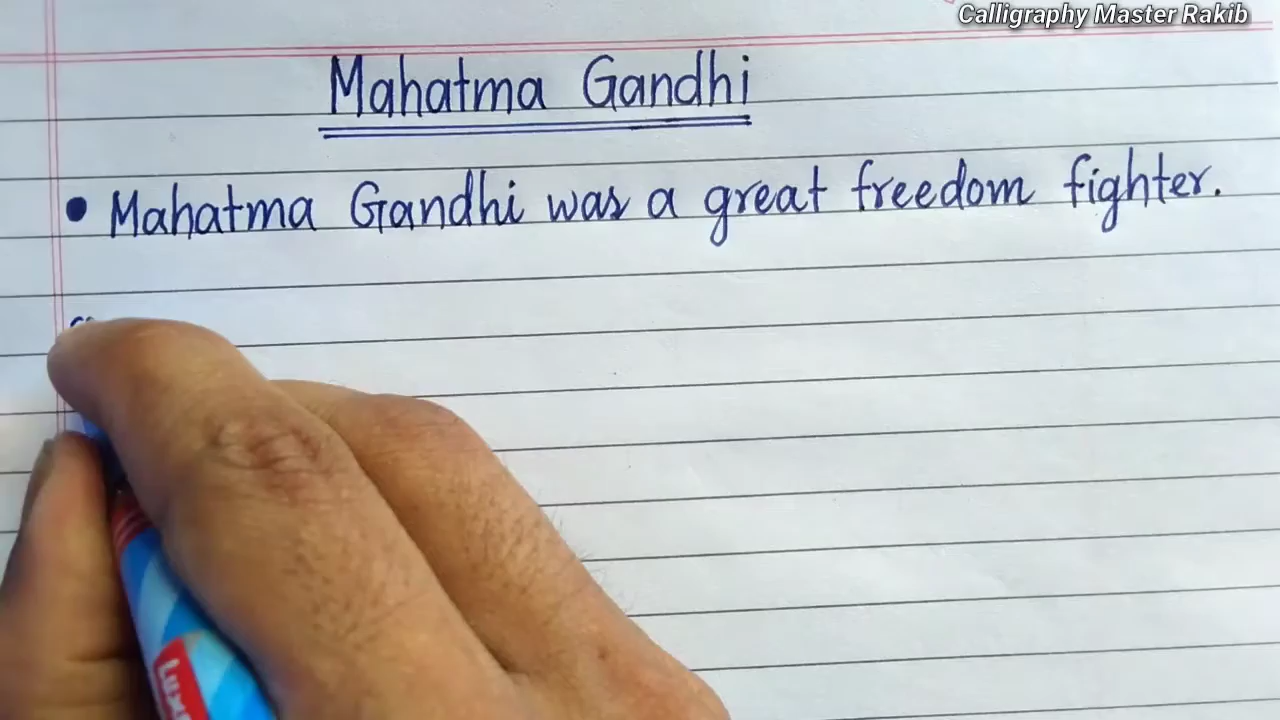 Calligraphy Master Rakib
Mahatma Gandhi
• Mahatma Gandhi was a great freedom fighter.